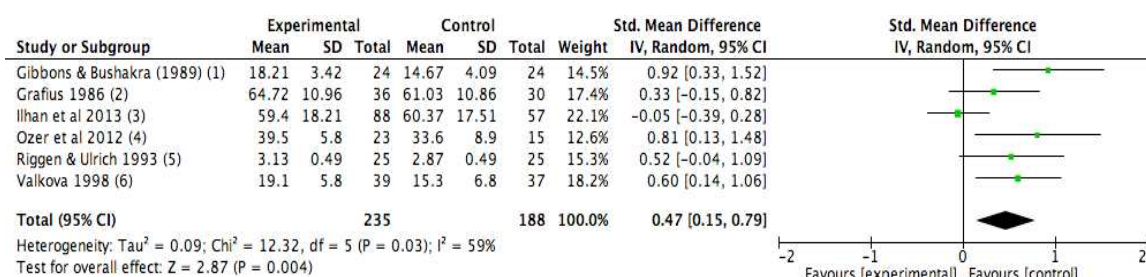 Experimental Control Std. Mean Difference Std. Mean Difference
Study or Subgroup Mean SD Total Mean SD Total Weight IV, Random, 95% CI IV, Random, 95% CI
Gibbons & Bushakra (1989) (1) 18.21 3.42 24 14.67 4.09 24 14.5% 0.92 [0.33, 1.52]
Grafius 1986 (2) 64.72 10.96 36 61.03 10.86 30 17.4% 0.33 [-0.15, 0.82]
Ilhan et al 2013 (3) 59.4 18.21 88 60.37 17.51 57 22.1% -0.05 [-0.39, 0.28]
Ozer et al 2012 (4) 39.5 5.8 23 33.6 8.9 15 12.6% 0.81 [0.13, 1.48]
Riggen & Ulrich 1993 (5) 3.13 0.49 25 2.87 0.49 25 15.3% 0.52 [-0.04, 1.09]
Valkova 1998 (6) 19.1 5.8 39 15.3 6.8 37 18.2% 0.60 [0.14, 1.06]
Total (95% CI) 235 188 100.0% 0.47 [0.15, 0.79]
Heterogeneity: Tau² = 0.09; Chi² = 12.32, df = 5 (P = 0.03); I² = 59%
Test for overall effect: Z = 2.87 (P = 0.004)
-2 -1 0 1 2
Favours [experimental] Favours [control]